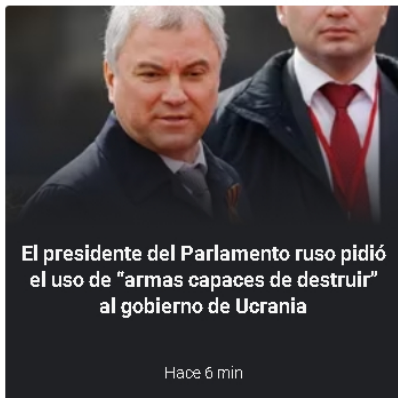 El presidente del Parlamento ruso pidió
el uso de “armas capaces de destruir”
al gobierno de Ucrania
Hace 6 min